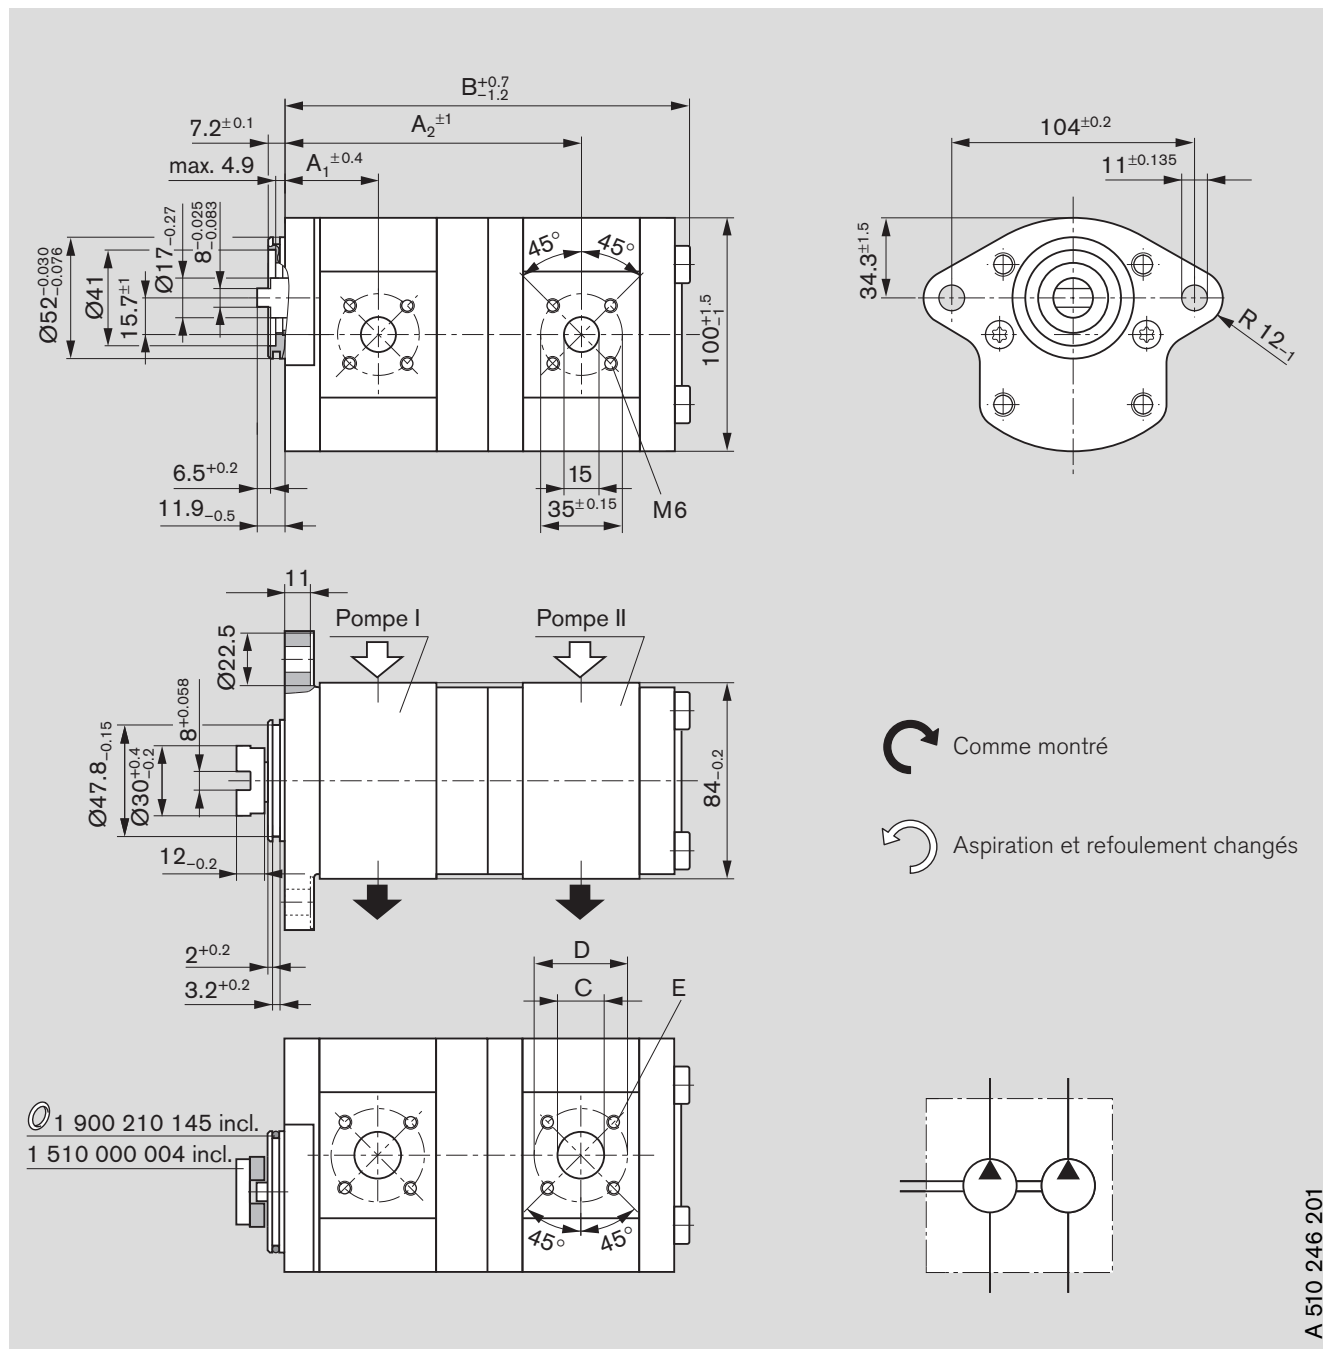 B+0.7 −1.2
7.2±0.1
A2±1
104±0.2
max. 4.9
A1±0.4
11±0.135
Ø52−0.030 −0.076
Ø41
15.7±1
Ø17−0.27
8−0.025 −0.083
45°
45°
100+1.5 −1
34.3±1.5
R 12−1
6.5+0.2
15
11.9−0.5
35±0.15
M6
11
Pompe I
Pompe II
Ø22.5
Ø47.8−0.15
Ø30+0.4 −0.2
8+0.058
84−0.2
Comme montré
Aspiration et refoulement changés
12−0.2
2+0.2
D
3.2+0.2
C
E
1 900 210 145 incl.
1 510 000 004 incl.
45°
45°
A 510 246 201